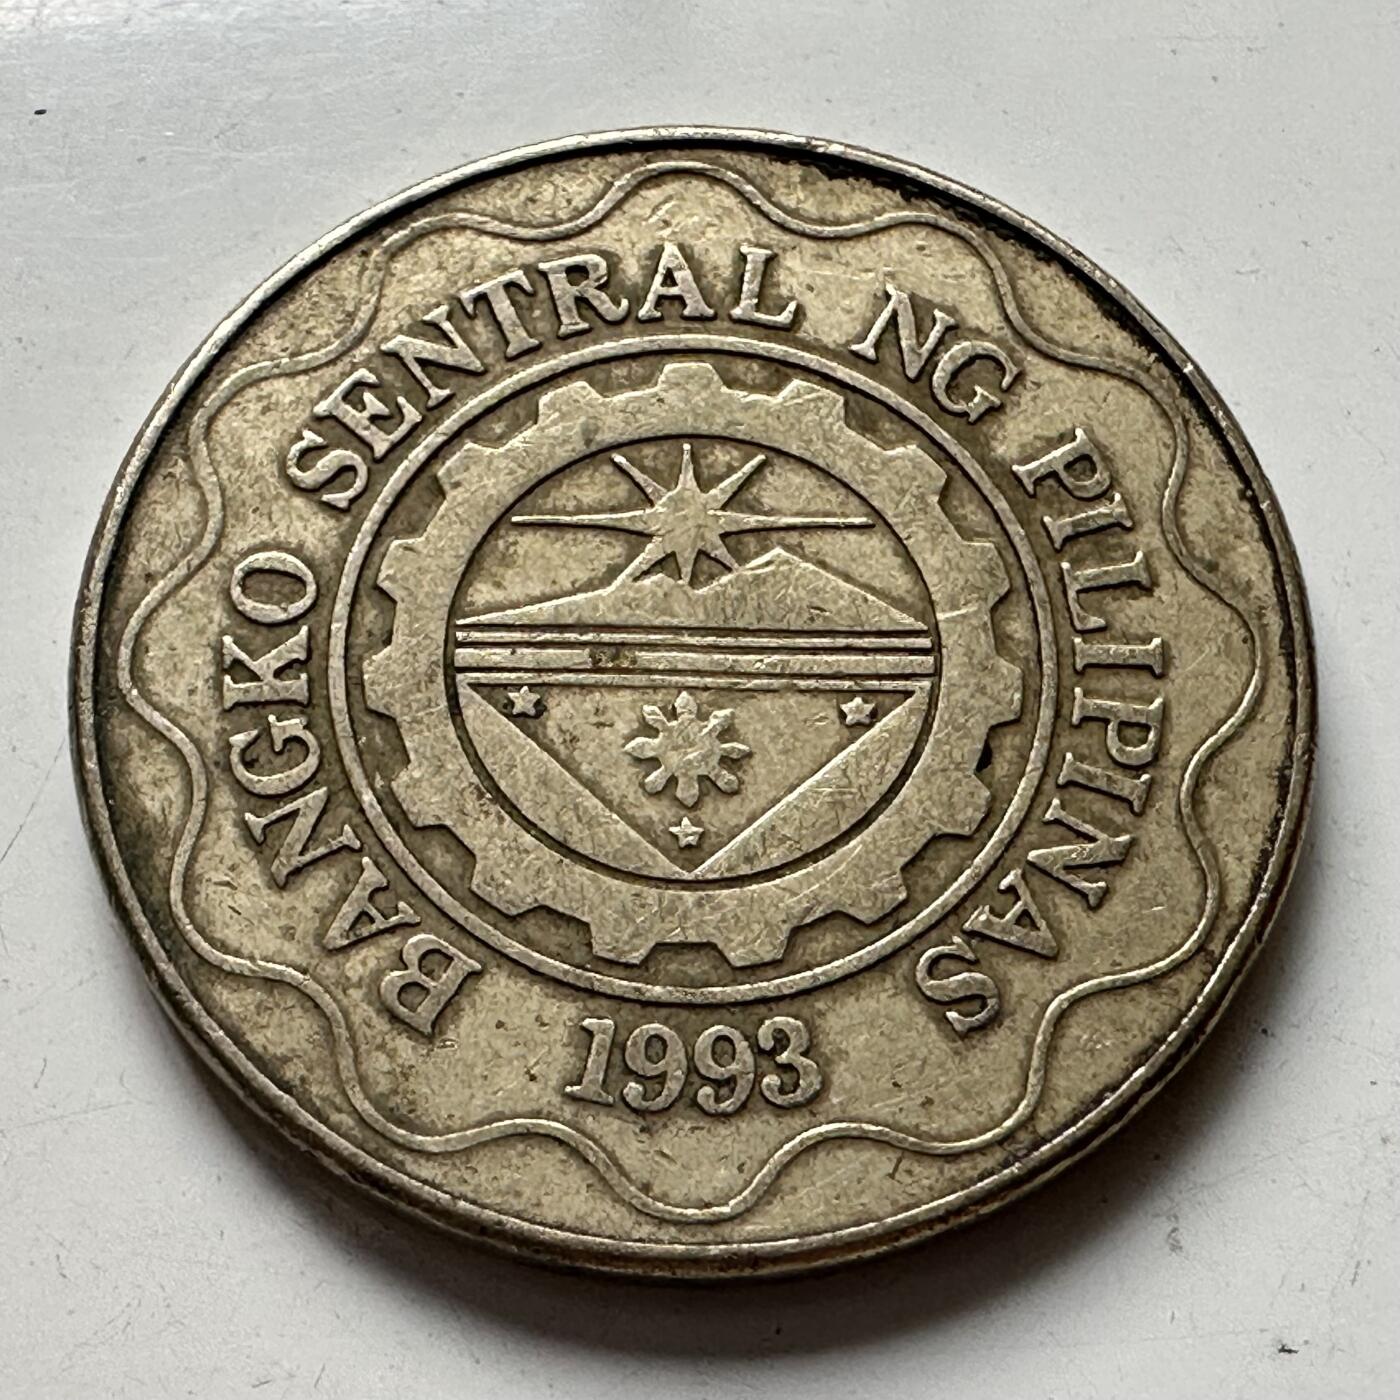 BANGKO SENTRAL NG PILIPINAS
1993